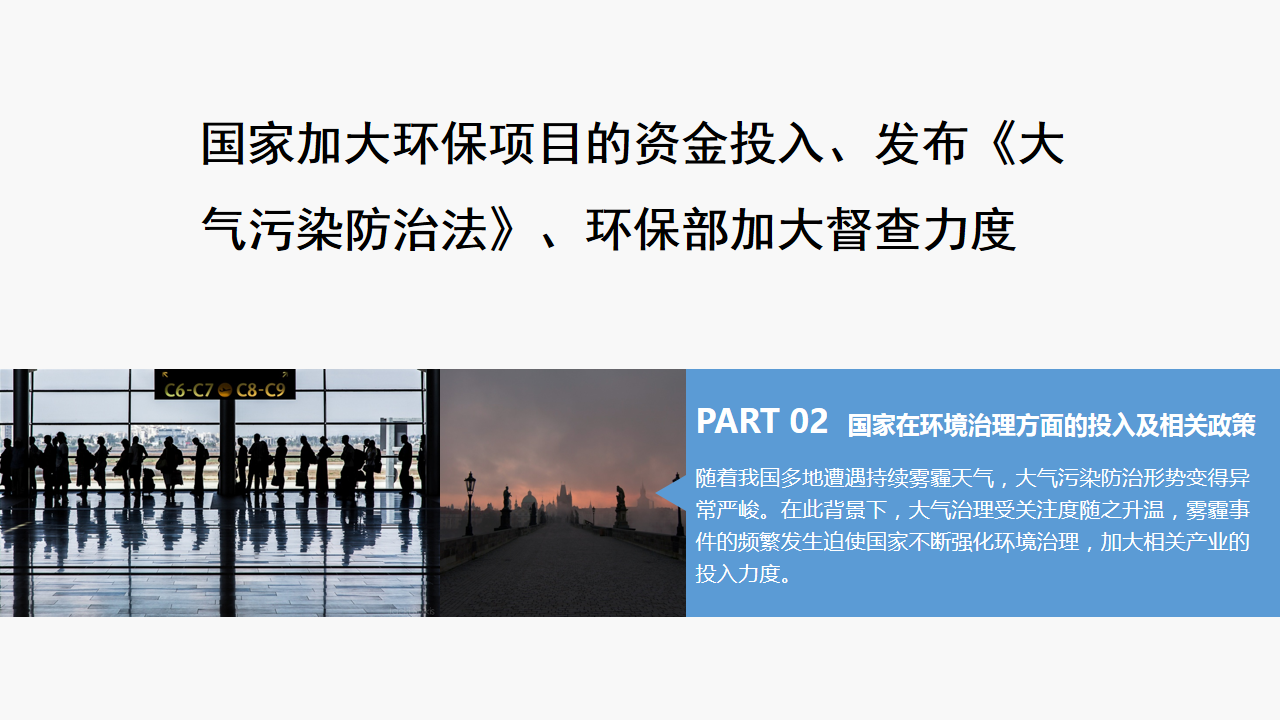 国家加大环保项目的资金投入、发布《大
气污染防治法》、环保部加大督查力度
C6-C7 C8-C9
PART 02 国家在环境治理方面的投入及相关政策
随着我国多地遭遇持续雾霾天气，大气污染防治形势变得异
常严峻。在此背景下，大气治理受关注度随之升温，雾霾事
件的频繁发生迫使国家不断强化环境治理，加大相关产业的
投入力度。